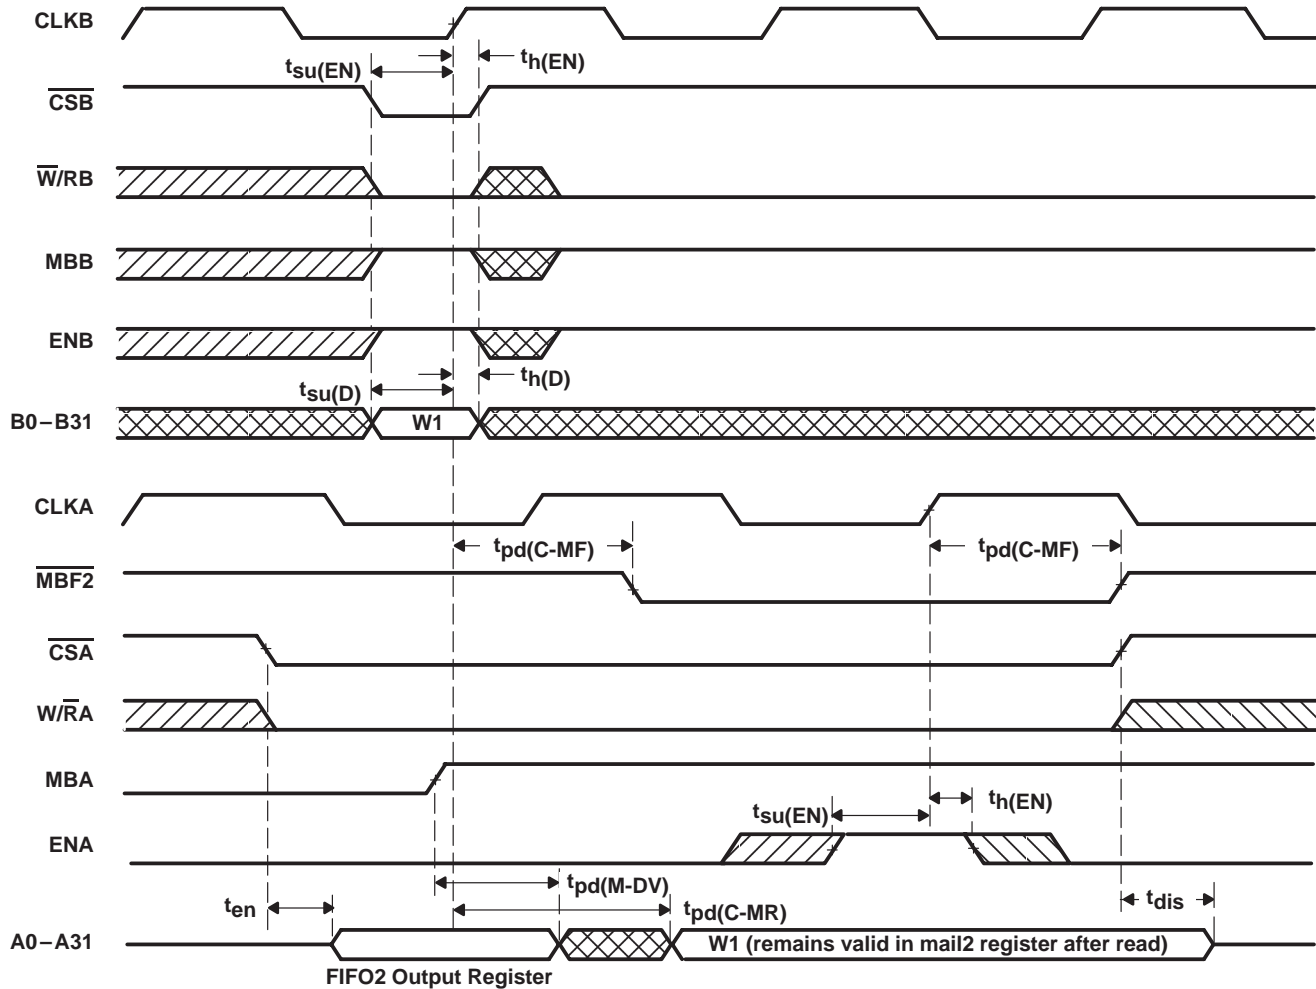 CLKB
tsu(EN)
th(EN)
CSB
W/RB
MBB
ENB
tsu(D)
th(D)
B0–B31
W1
CLKA
tpd(C-MF)
tpd(C-MF)
MBF2
CSA
W/RA
MBA
tsu(EN)
th(EN)
ENA
tpd(M-DV)
ten
tpd(C-MR)
tdis
A0–A31
W1 (remains valid in mail2 register after read)
FIFO2 Output Register